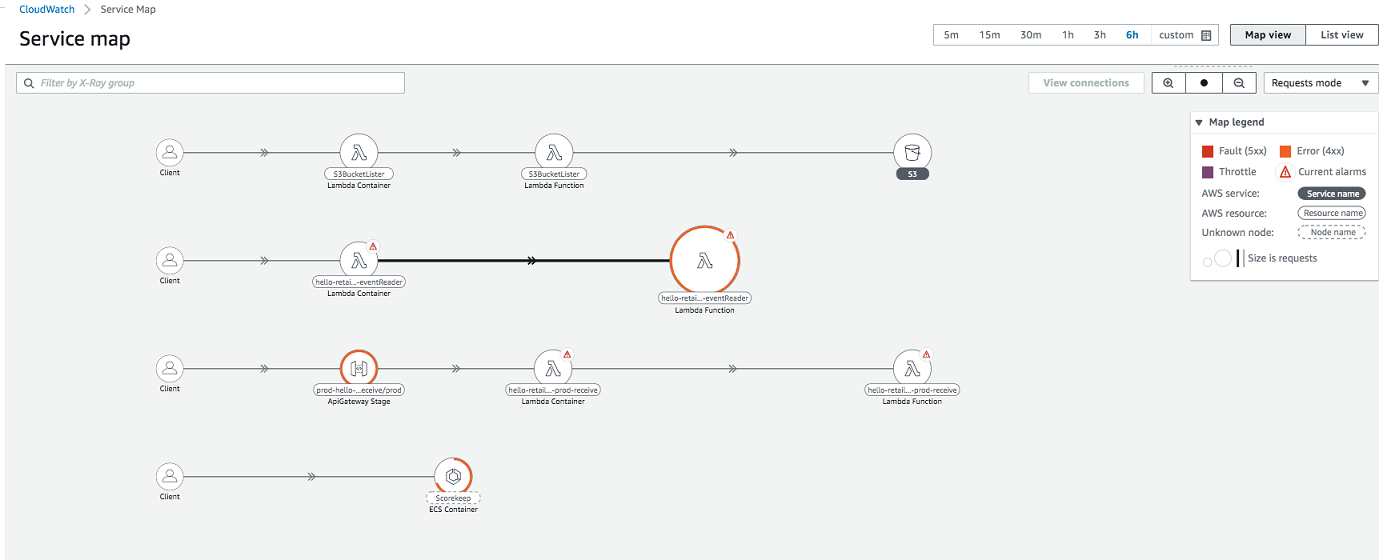 CloudWatch > Service Map
Service map
5m 15m 30m 1h 3h 6h custom Map view List view
Filter by X-Ray group
View connections Requests mode
Map legend
Fault (5xx) Error (4xx)
Throttle Current alarms
AWS service: Service name
AWS resource: Resource name
Unknown node: Node name
Size is requests
Client
S3BucketLister
Lambda Container
S3BucketLister
Lambda Function
S3
Client
hello-retai...-eventReader
Lambda Container
hello-retai...-eventReader
Lambda Function
Client
prod-hello-...eceive/prod
ApiGateway Stage
hello-retail...-prod-receive
Lambda Container
hello-retail...-prod-receive
Lambda Function
Client
Scorekeep
ECS Container